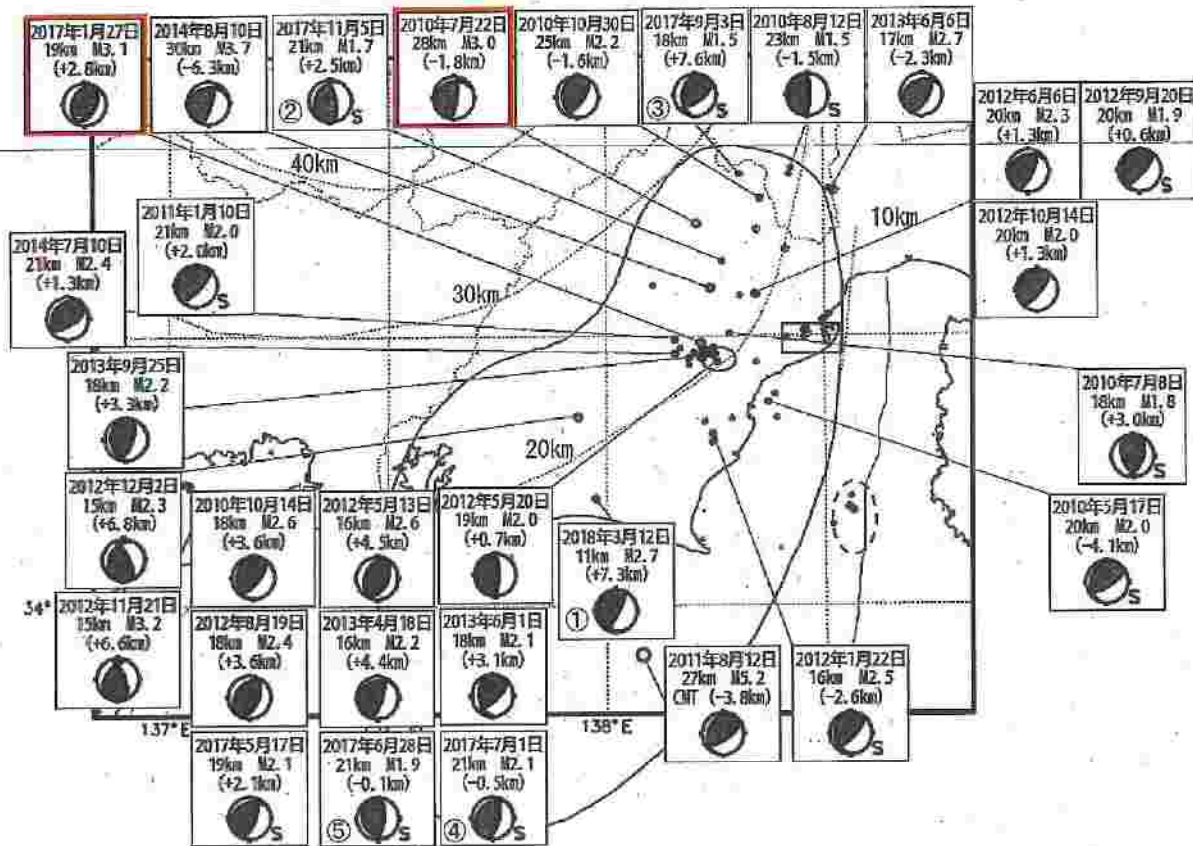 2017年1月27日
19km M3.1
(+2.8km)
2014年8月10日
30km M3.7
(-6.3km)
2017年11月5日
21km M1.7
(+2.5km)
②
S
2010年7月22日
28km M3.0
(-1.8km)
2010年10月30日
25km M2.2
(-1.6km)
2017年9月3日
18km M1.5
(+7.6km)
③
S
2010年8月12日
23km M1.5
(-1.5km)
S
2013年6月6日
17km M2.7
(-2.3km)
2012年6月6日
20km M2.3
(+1.3km)
2012年9月20日
20km M1.9
(+0.6km)
S
40km
10km
2011年1月10日
21km M2.0
(+2.0km)
S
2012年10月14日
20km M2.0
(+1.3km)
2014年7月10日
21km M2.4
(+1.3km)
30km
2013年9月25日
18km M2.2
(+3.3km)
2010年7月8日
18km M1.8
(+3.0km)
S
20km
2012年12月2日
15km M2.3
(+6.8km)
2010年10月14日
18km M2.6
(+3.6km)
2012年5月13日
16km M2.6
(+4.5km)
2012年5月20日
19km M2.0
(+0.7km)
2018年3月12日
11km M2.7
(+7.3km)
①
2010年5月17日
20km M2.0
(-4.1km)
S
34°
2012年11月21日
15km M3.2
(+6.6km)
2012年8月19日
18km M2.4
(+3.6km)
2013年4月18日
16km M2.2
(+4.4km)
2013年6月1日
18km M2.1
(+3.1km)
2011年8月12日
27km M5.2
CMT (-3.8km)
2012年1月22日
16km M2.5
(-2.6km)
S
137°E
138°E
2017年5月17日
19km M2.1
(+2.1km)
S
2017年6月28日
21km M1.9
(-0.1km)
⑤
S
2017年7月1日
21km M2.1
(-0.5km)
④
S